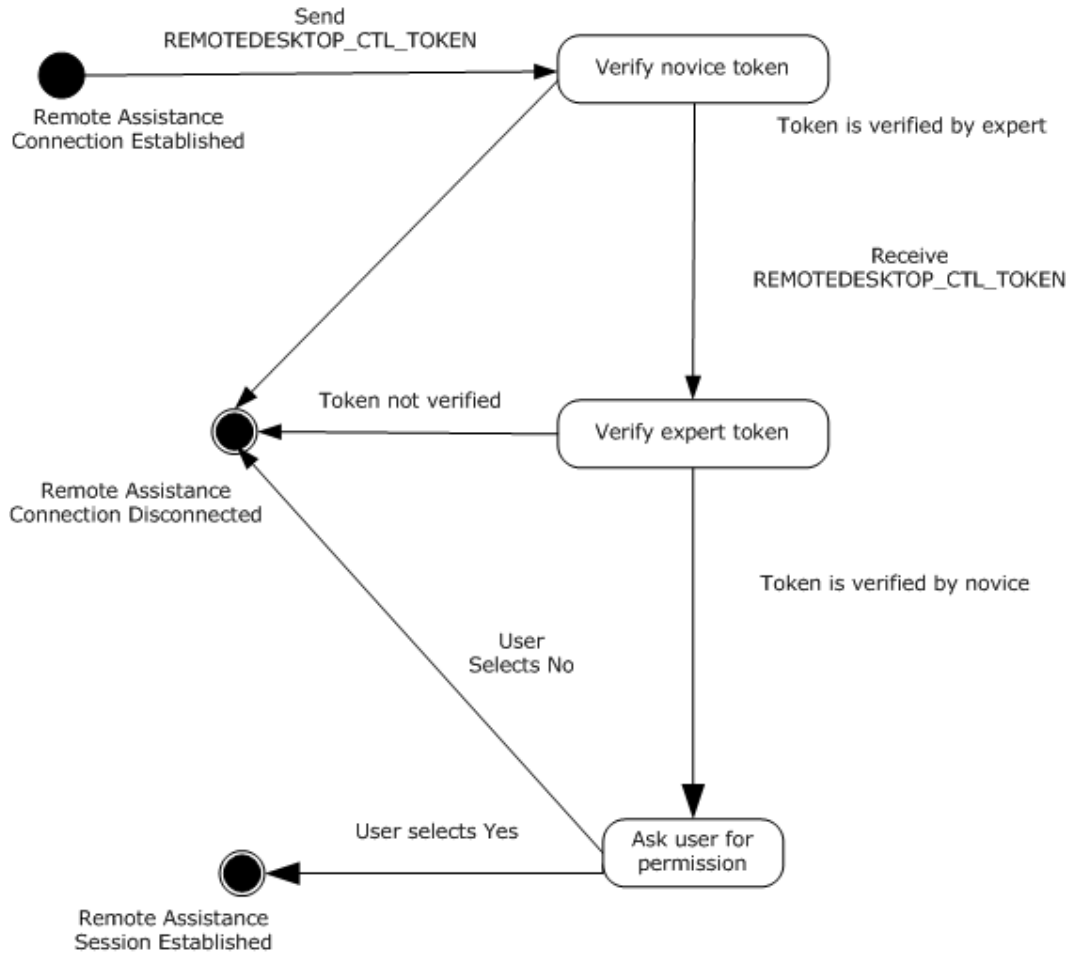 Send
REMOTEDESKTOP_CTL_TOKEN
Verify novice token
Remote Assistance
Connection Established
Token is verified by expert
Receive
REMOTEDESKTOP_CTL_TOKEN
Token not verified
Verify expert token
Remote Assistance
Connection Disconnected
Token is verified by novice
User
Selects No
User selects Yes
Ask user for
permission
Remote Assistance
Session Established